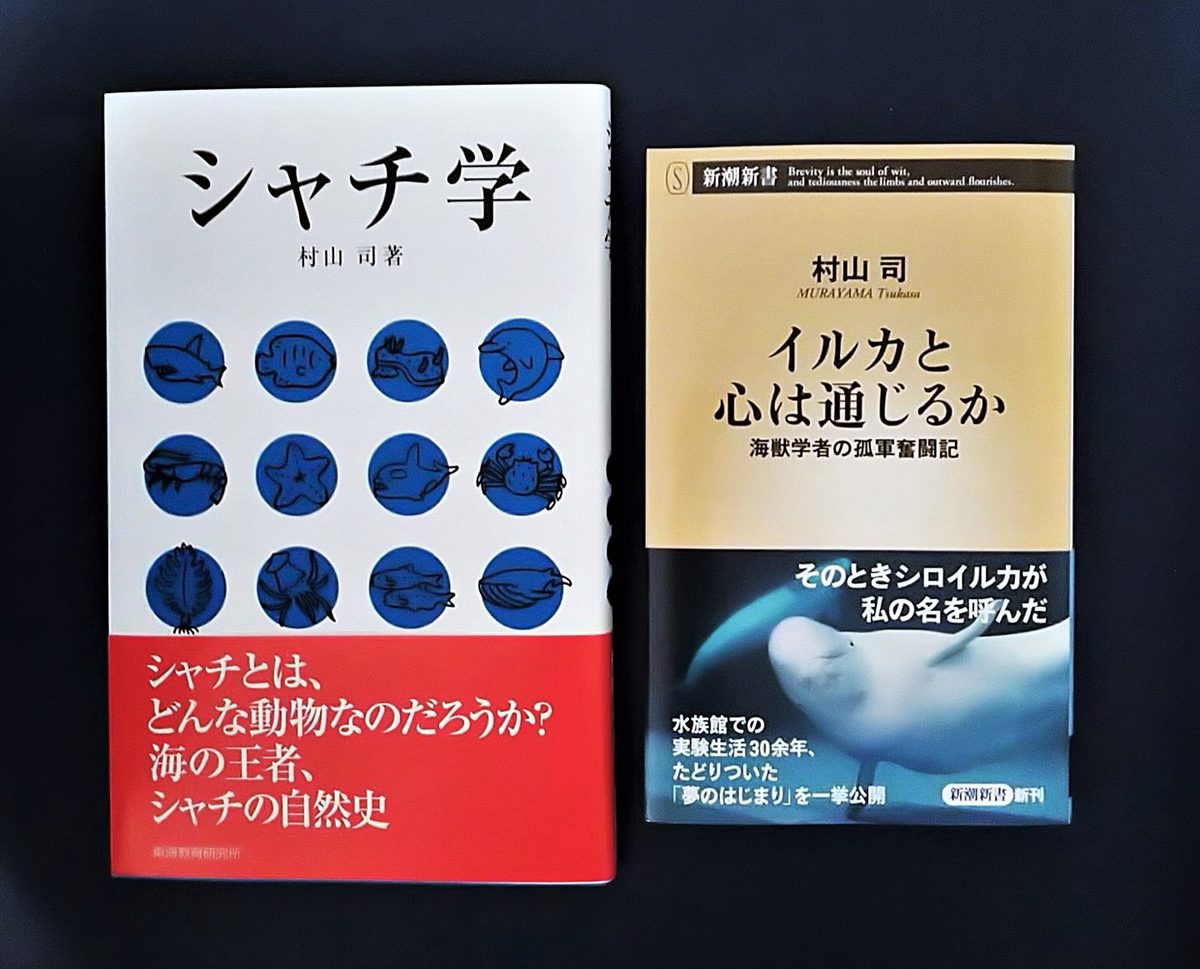 シャチ学
村山 司著
シャチとは、
どんな動物なのだろうか?
海の王者、
シャチの自然史
東海教育研究所
S
新潮新書
Brevity is the soul of wit,
and tediousness the limbs and outward flourishes.
村山 司
MURAYAMA Tsukasa
イルカと
心は通じるか
海獣学者の孤軍奮闘記
そのときシロイルカが
私の名を呼んだ
水族館での
実験生活30余年、
たどりついた
「夢のはじまり」を一挙公開
新潮新書 新刊